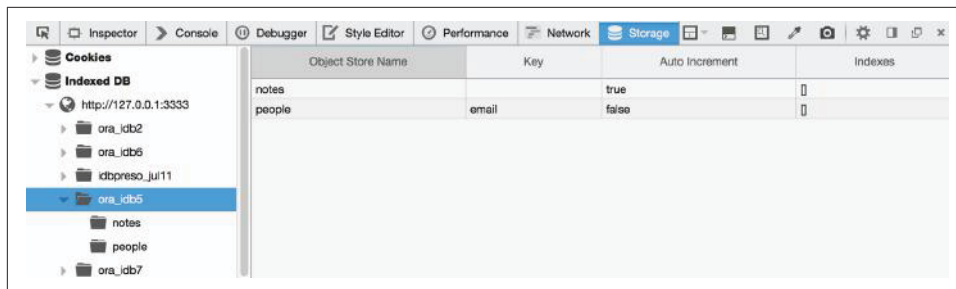 Inspector Console Debugger Style Editor Performance Network Storage
Cookies
Indexed DB
http://127.0.0.1:3333
ora_idb2
ora_idb6
idbpreso_jul11
ora_idb5
notes
people
ora_idb7
Object Store Name Key Auto Increment Indexes
notes true []
people email false []